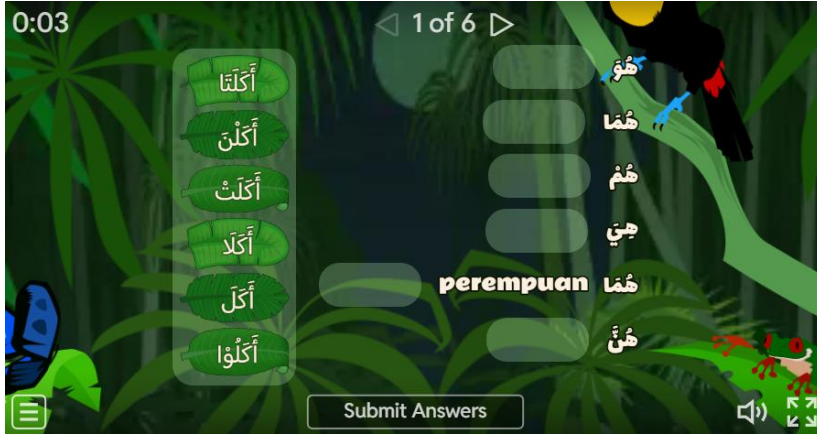 0:03
1 of 6
أَكَلَتَا
أَكَلْنَ
أَكَلَتْ
أَكَلَا
أَكَلَ
أَكَلُوْا
هُوَ
هُمَا
هُمْ
هِيَ
هُمَا perempuan
هُنَّ
Submit Answers